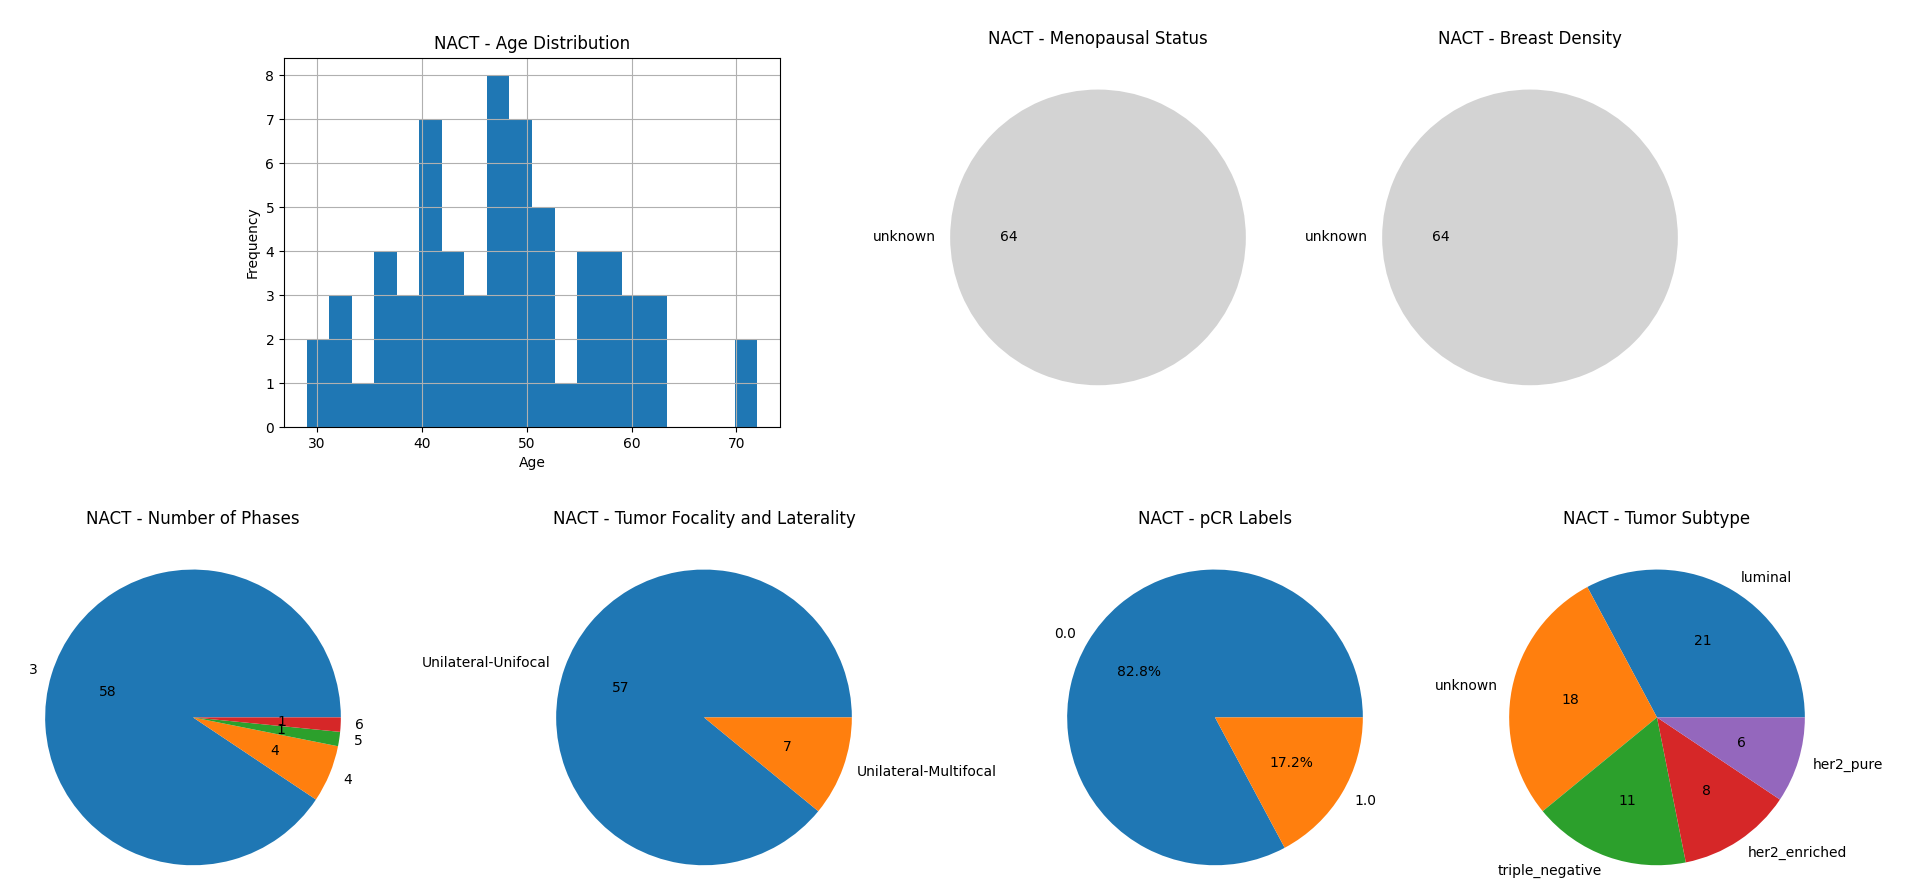 NACT - Age Distribution
8
7
6
5
4
3
2
1
0
Frequency
30 40 50 60 70
Age
NACT - Menopausal Status
unknown
64
NACT - Breast Density
unknown
64
NACT - Number of Phases
3
58
1
6
1
5
4
4
NACT - Tumor Focality and Laterality
Unilateral-Unifocal
57
7
Unilateral-Multifocal
NACT - pCR Labels
0.0
82.8%
17.2%
1.0
NACT - Tumor Subtype
luminal
21
unknown
18
6
her2_pure
8
11
her2_enriched
triple_negative